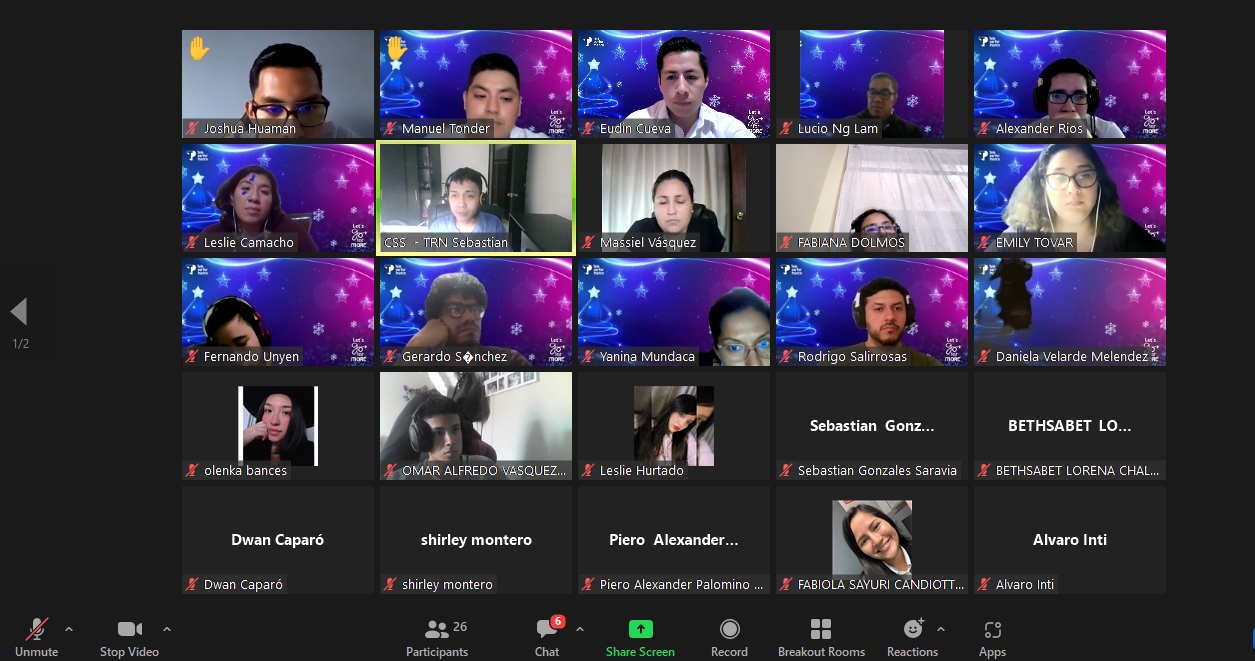 Joshua Huaman
Manuel Tonder
Eudin Cueva
Lucio Ng Lam
Alexander Rios
Leslie Camacho
CSS - TRN Sebastian
Massiel Vásquez
FABIANA DOLMOS
EMILY TOVAR
Fernando Unyen
Gerardo S�nchez
Yanina Mundaca
Rodrigo Salirrosas
Daniela Velarde Melendez
1/2
olenka bances
OMAR ALFREDO VASQUEZ...
Leslie Hurtado
Sebastian Gonz...
Sebastian Gonzales Saravia
BETHSABET LO...
BETHSABET LORENA CHAL...
Dwan Caparó
Dwan Caparó
shirley montero
shirley montero
Piero Alexander...
Piero Alexander Palomino ...
FABIOLA SAYURI CANDIOTT...
Alvaro Inti
Alvaro Inti
Unmute
Stop Video
Participants
26
Chat
6
Share Screen
Record
Breakout Rooms
Reactions
Apps